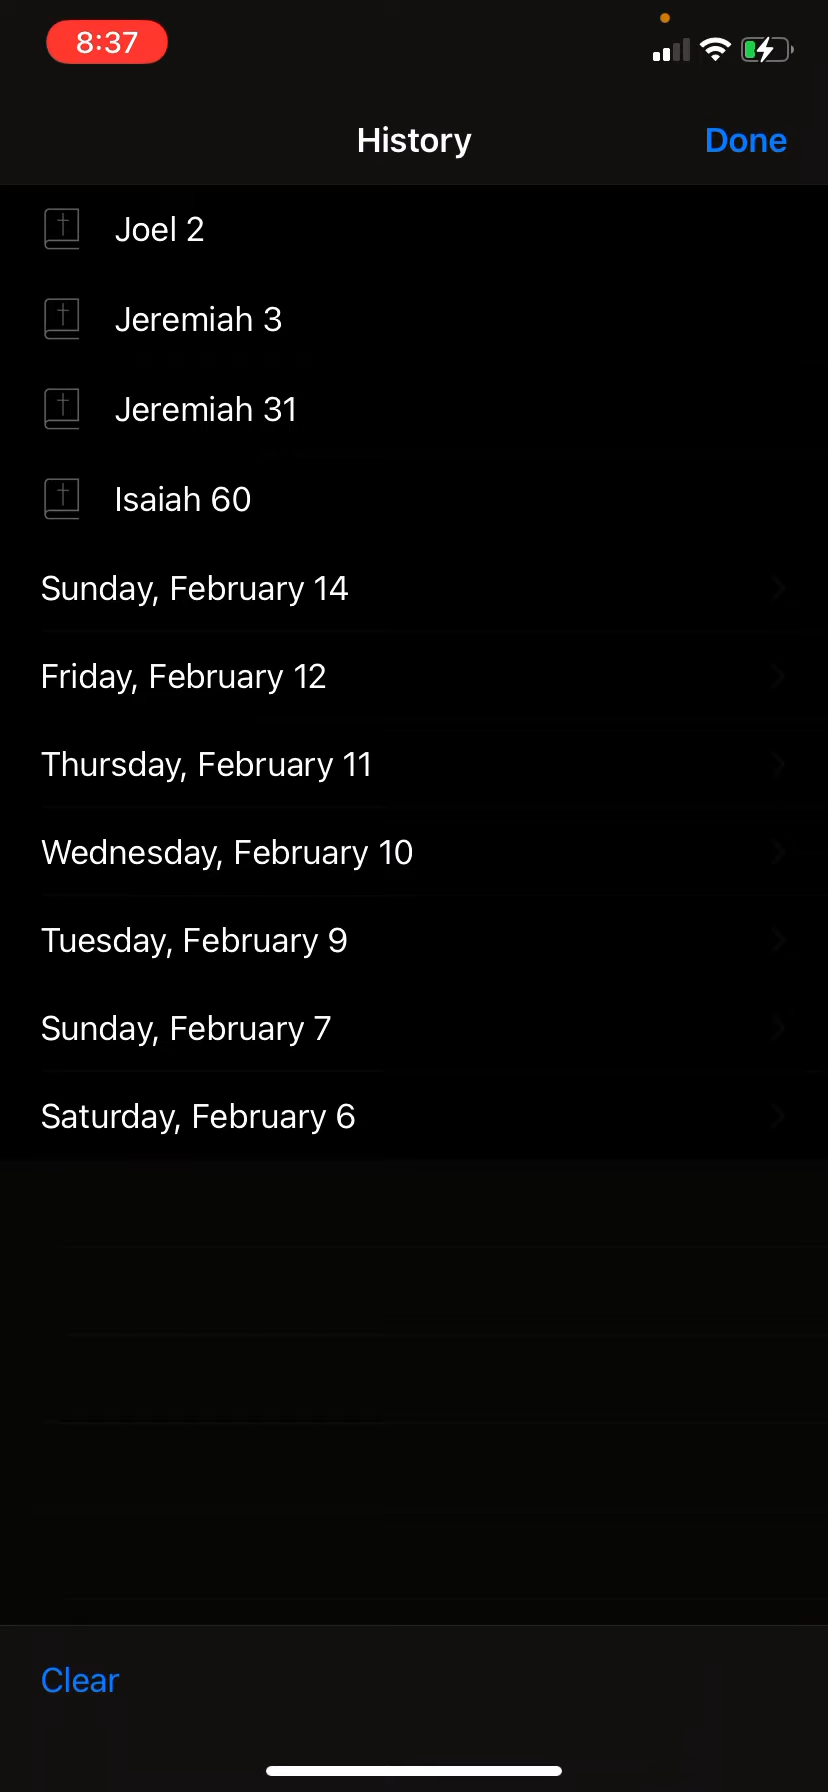 8:37
History
Done
Joel 2
Jeremiah 3
Jeremiah 31
Isaiah 60
Sunday, February 14
Friday, February 12
Thursday, February 11
Wednesday, February 10
Tuesday, February 9
Sunday, February 7
Saturday, February 6
Clear